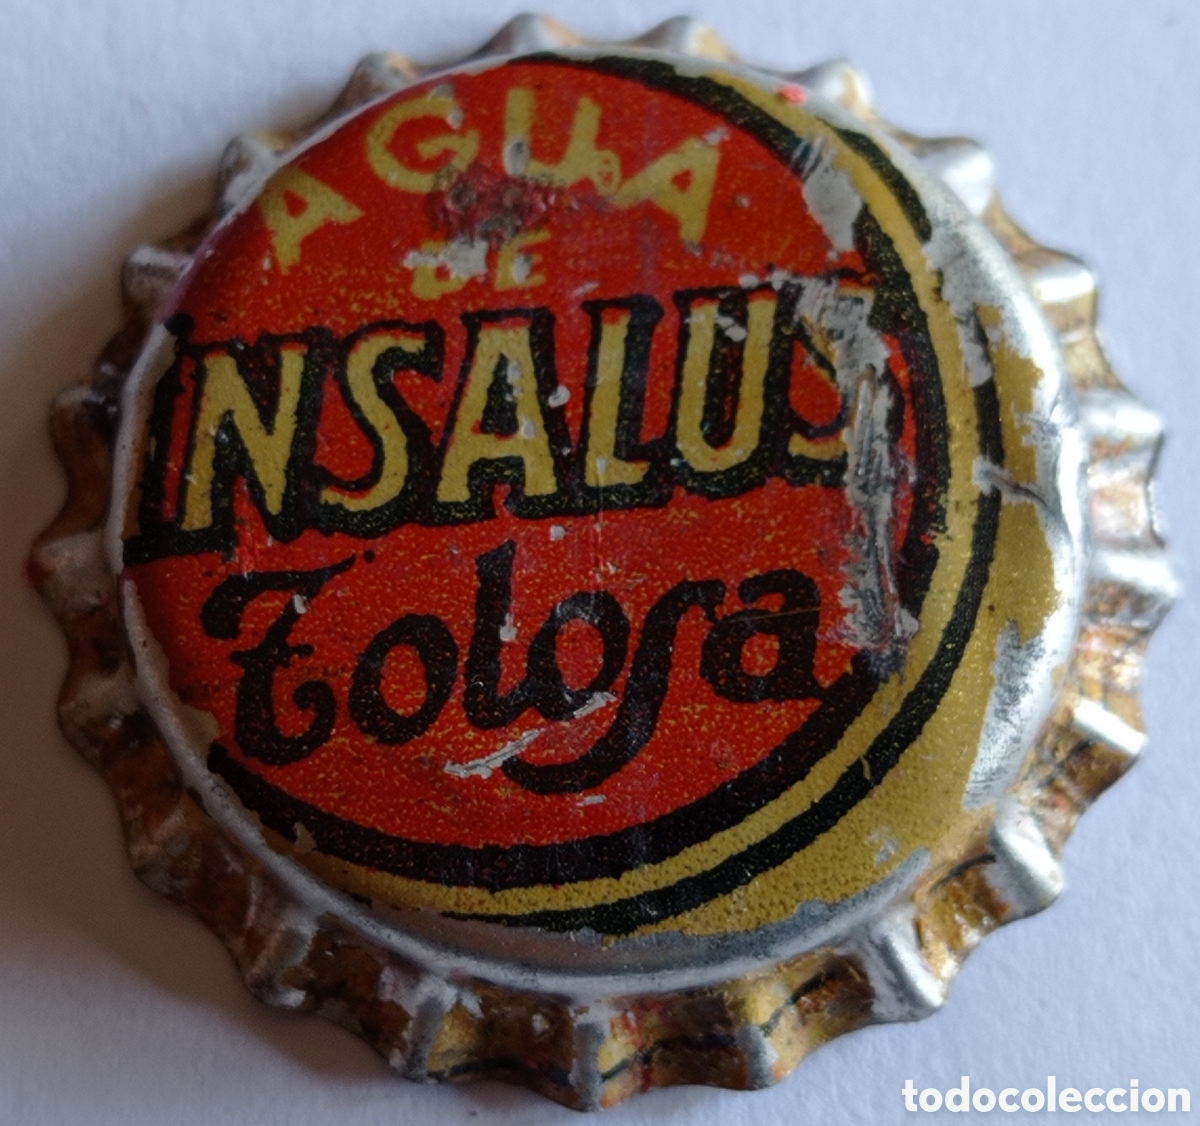 AGUA
DE
INSALUS
Tolosa
todocoleccion